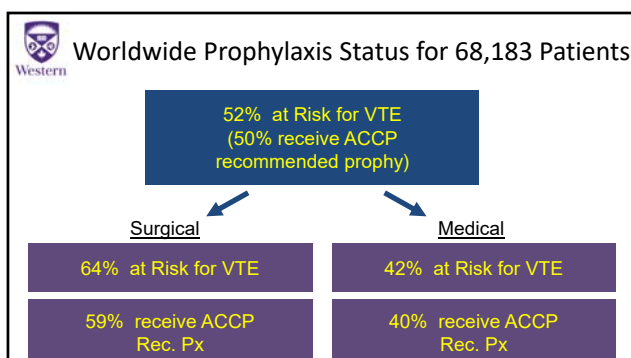 Western
Worldwide Prophylaxis Status for 68,183 Patients
52% at Risk for VTE
(50% receive ACCP
recommended prophy)
Surgical
64% at Risk for VTE
59% receive ACCP
Rec. Px
Medical
42% at Risk for VTE
40% receive ACCP
Rec. Px